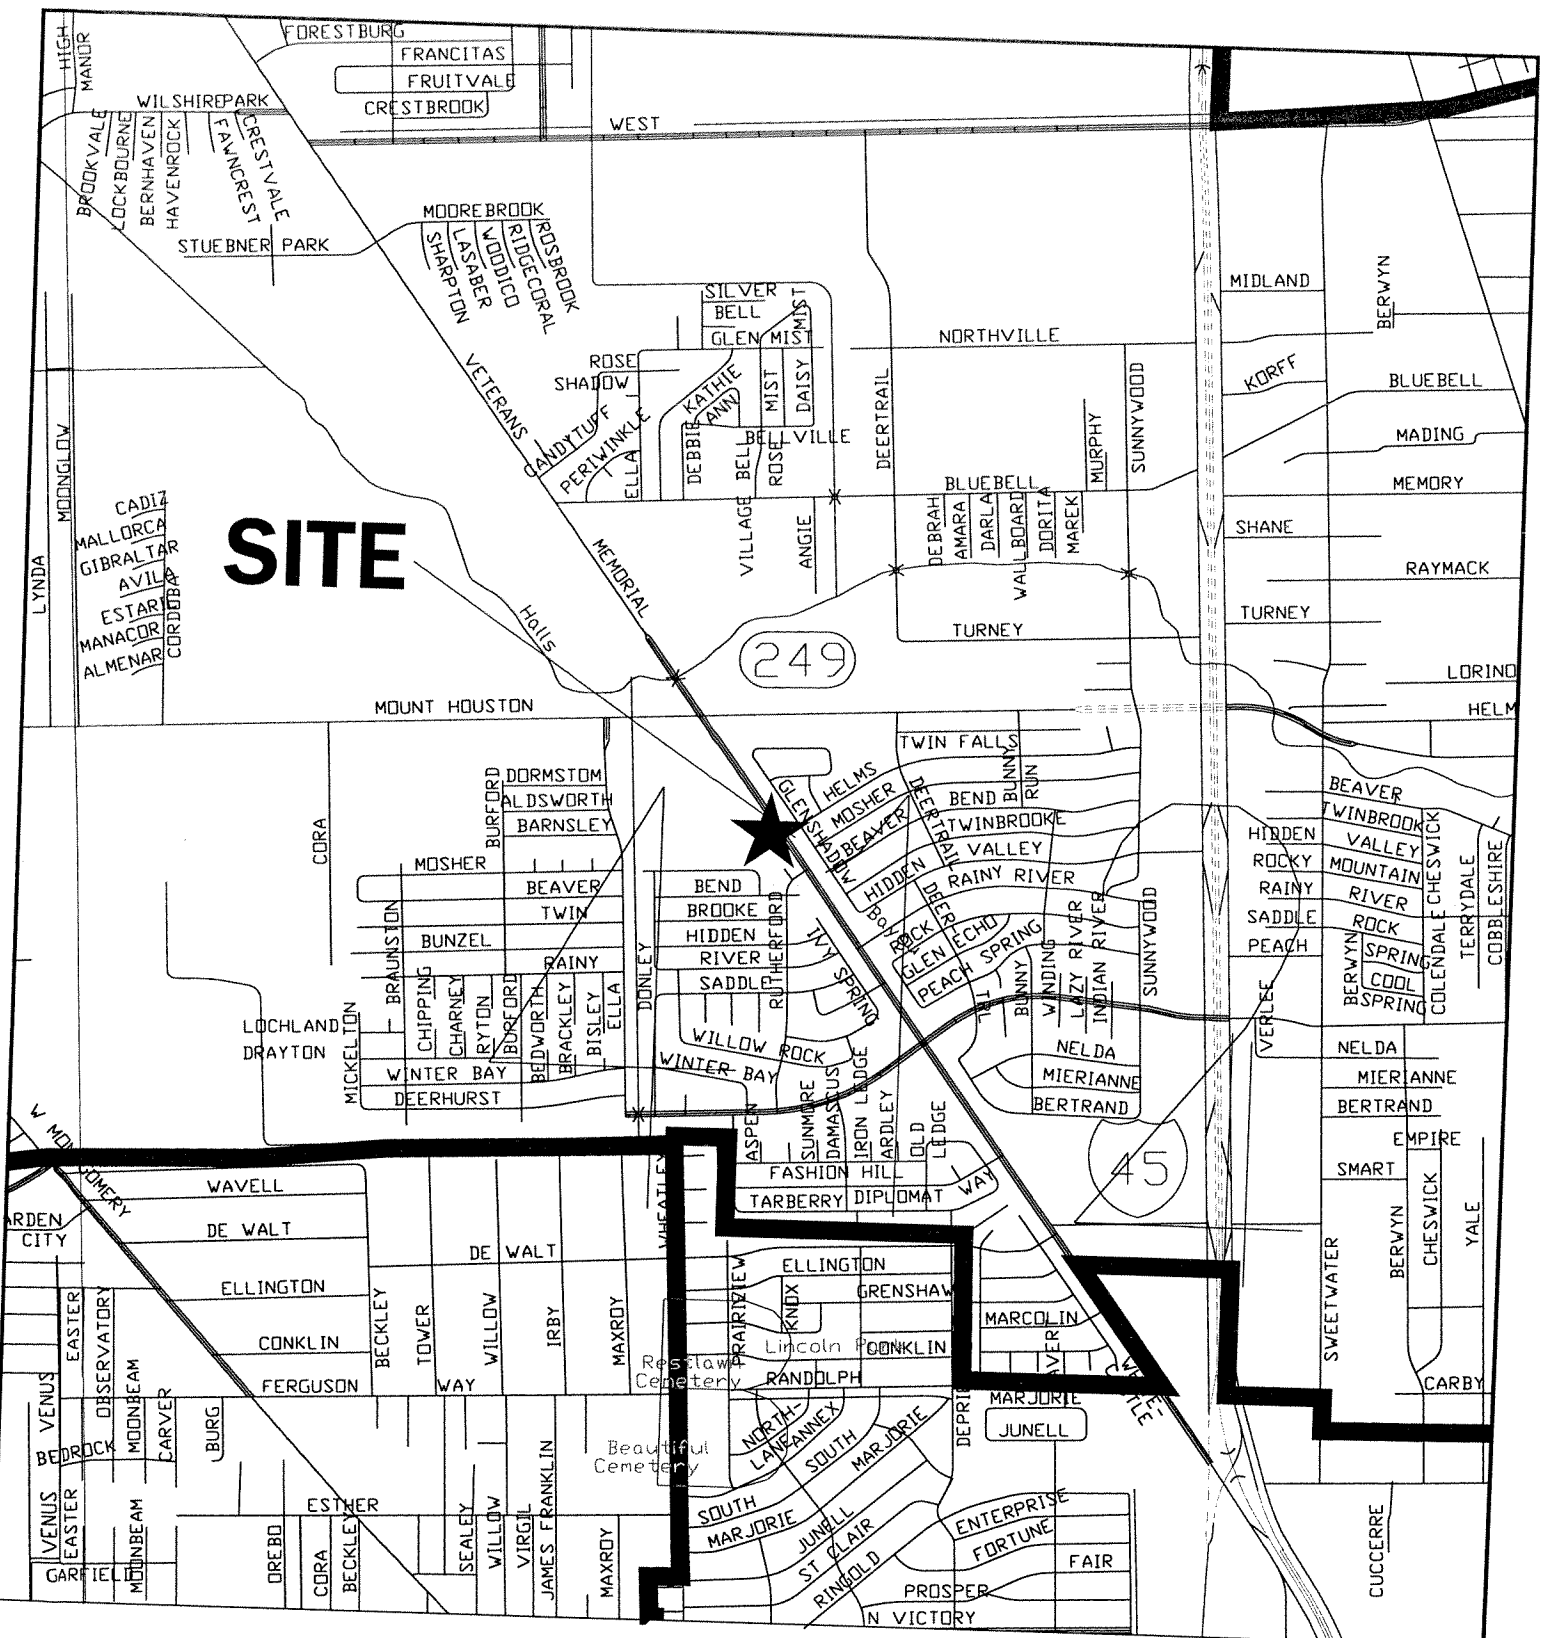 FORESTBURG
FRANCITAS
FRUITVALE
CRESTBROOK
HIGH
MANOR
WILSHIRE PARK
WEST
BROOKVALE
LOCKBOURNE
BERNHAVEN
HAVENROCK
FAWNCREST
CRESTVALE
STUEBNER PARK
MOOREBROOK
SHARPTON
LASABER
WOODICO
RIDGECORAL
ROSBROOK
SILVER
BELL
GLEN MIST
MIST
MIDLAND
BERWYN
NORTHVILLE
ROSE
SHADOW
KATHIE
ANN
MIST
DAISY
KORFF
BLUEBELL
VETERANS
CANDYTUFF
PERIWINKLE
ELLA
DEBBIE
BELLVILLE
VILLAGE BELL
ROSE
DEERTRAIL
MURPHY
SUNNYWOOD
MADING
BLUEBELL
MEMORY
MOONGLOW
LYNDA
CADIZ
MALLORCA
GIBRALTAR
AVILA
ESTARI
MANACOR
ALMENAR
CORDOBA
SITE
MEMORIAL
Halls
ANGIE
DEBRAH
AMARA
DARLA
WALLBOARD
DORITA
MAREK
SHANE
RAYMACK
TURNEY
TURNEY
249
LORINO
HELM
MOUNT HOUSTON
TWIN FALLS
BUNNY
RUN
DORMSTOM
ALDSWORTH
BARNSLEY
BURFORD
CORA
GLENSHADOW
HELMS
MOSHER
BEAVER
DEERTRAIL
BEND
TWINBROOKE
VALLEY
RAINY RIVER
HIDDEN
BEAVER
TWINBROOK
HIDDEN
VALLEY
ROCKY
MOUNTAIN
RAINY
RIVER
SADDLE
ROCK
PEACH
SPRING
COOL
SPRING
BERWYN
CHESWICK
COLENDALE
TERRYDALE
COBBLESHIRE
MOSHER
BEAVER
BEND
TWIN
BROOKE
BUNZEL
HIDDEN
RAINY
RIVER
SADDLE
BRAUNSTON
DONLEY
RUTHERFORD
IVY SPRING
ROCK
GLEN ECHO
PEACH SPRING
DEER
TRL
BUNNY
WINDING
LAZY RIVER
INDIAN RIVER
SUNNYWOOD
CHIPPING
CHARNEY
RYTON
BURFORD
BEDWORTH
BRACKLEY
BISLEY
ELLA
LOCHLAND
DRAYTON
MICKELTON
WINTER BAY
DEERHURST
WILLOW ROCK
WINTER BAY
VERLEE
NELDA
MIERIANNE
BERTRAND
NELDA
MIERIANNE
BERTRAND
EMPIRE
SMART
ASPEN
SUNMORE
DAMASCUS
IRON LEDGE
ARDLEY
OLD
LEDGE
45
FASHION HILL
TARBERRY
DIPLOMAT
WAY
W MONTGOMERY
WAVELL
DE WALT
DE WALT
ELLINGTON
CONKLIN
FERGUSON
WAY
CITY
WHEATLEY
ELLINGTON
GRENSHAW
KNOX
PRAIRIEVIEW
CONKLIN
RANDOLPH
Restlawn
Cemetery
Beautiful
Cemetery
MARCOLIN
MARJORIE
JUNELL
SWEETWATER
BERWYN
CHESWICK
YALE
CARBY
VENUS
EASTER
OBSERVATORY
MOONBEAM
CARVER
BURG
BEDROCK
BECKLEY
TOWER
WILLOW
IRBY
MAXROY
NORTH-
LANE
ANNEX
SOUTH
MARJORIE
VENUS
EASTER
MOONBEAM
GARFIELD
ESTHER
OREBO
CORA
BECKLEY
SEALEY
WILLOW
VIRGIL
JAMES FRANKLIN
MAXROY
SOUTH
MARJORIE
JUNELL
ST CLAIR
RINGOLD
ENTERPRISE
FORTUNE
FAIR
PROSPER
N VICTORY
CUCCERRE